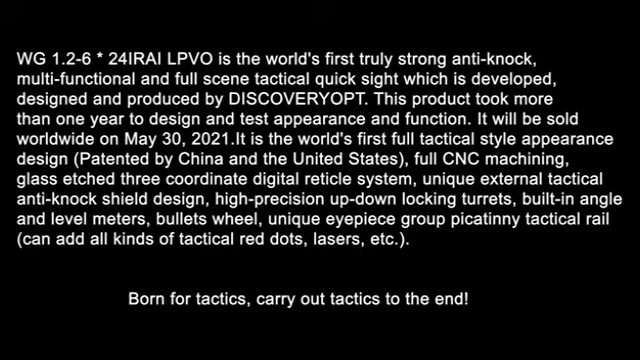 WG 1.2-6 * 24IRAI LPVO is the world's first truly strong anti-knock,
multi-functional and full scene tactical quick sight which is developed,
designed and produced by DISCOVERYOPT. This product took more
than one year to design and test appearance and function. It will be sold
worldwide on May 30, 2021.It is the world's first full tactical style appearance
design (Patented by China and the United States), full CNC machining,
glass etched three coordinate digital reticle system, unique external tactical
anti-knock shield design, high-precision up-down locking turrets, built-in angle
and level meters, bullets wheel, unique eyepiece group picatinny tactical rail
(can add all kinds of tactical red dots, lasers, etc.).
Born for tactics, carry out tactics to the end!